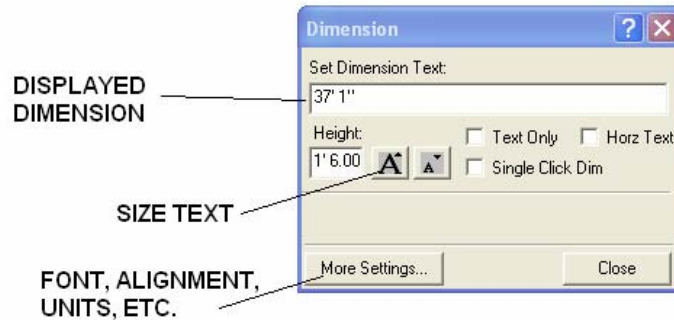 Dimension
Set Dimension Text:
DISPLAYED
DIMENSION
37' 1"
Height:
Text Only
Horz Text
1' 6.00
A
A
Single Click Dim
SIZE TEXT
More Settings...
Close
FONT, ALIGNMENT,
UNITS, ETC.